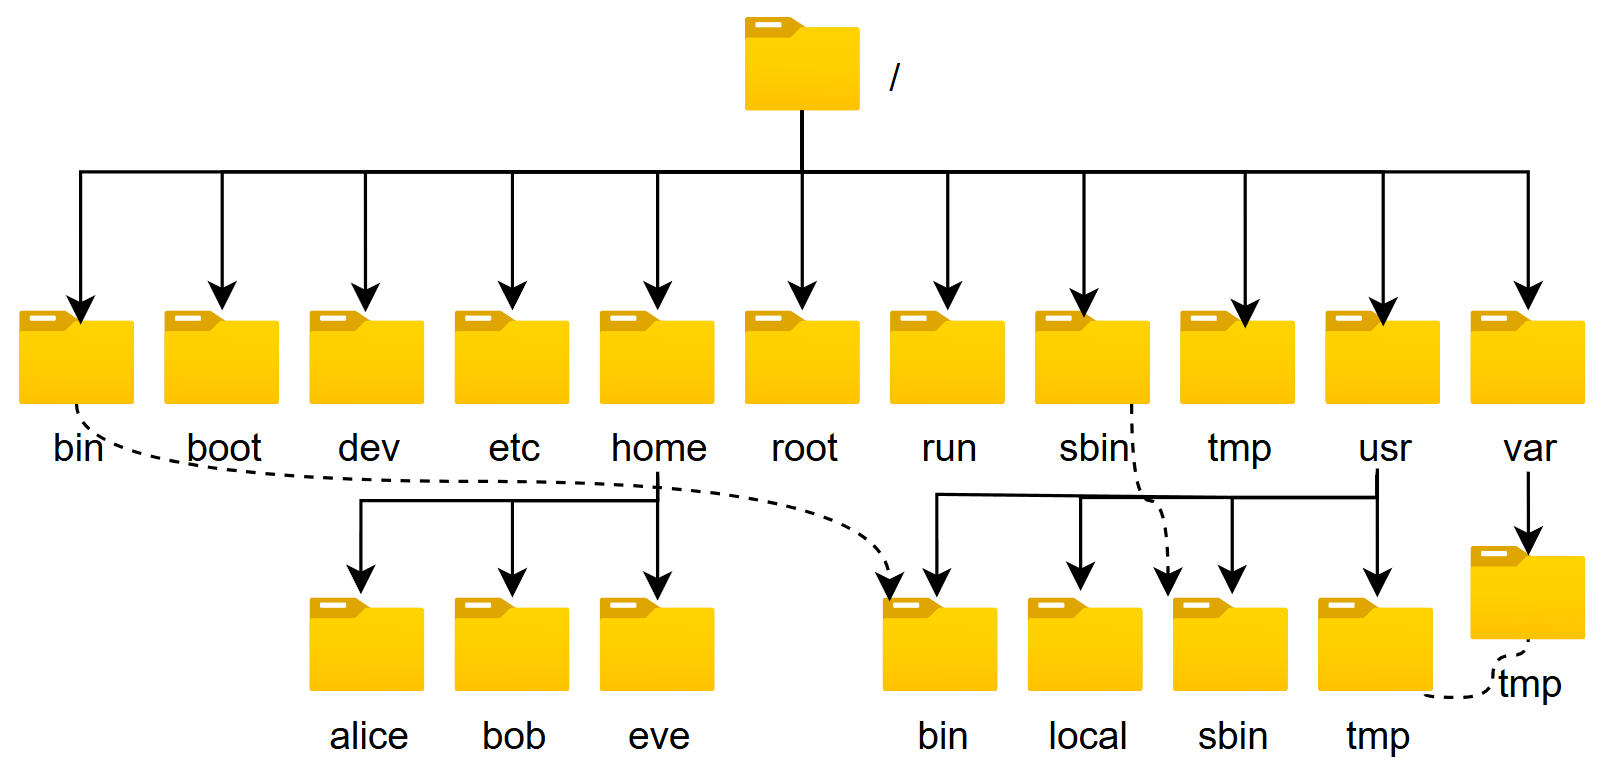 /
bin boot dev etc home root run sbin tmp usr var
tmp
alice bob eve bin local sbin tmp